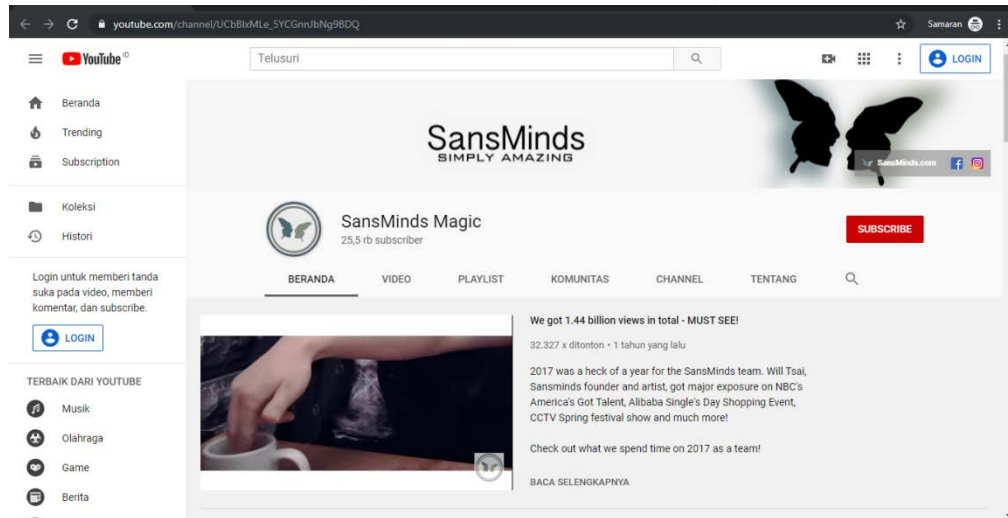 youtube.com/channel/UCbBlxMLe_5YCGnnJbNg9BDQ
Samaran
YouTube ID
Telusuri
LOGIN
Beranda
Trending
Subscription
Koleksi
Histori
Login untuk memberi tanda
suka pada video, memberi
komentar, dan subscribe.
LOGIN
TERBAIK DARI YOUTUBE
Musik
Olahraga
Game
Berita
SansMinds
SIMPLY AMAZING
SansMinds.com
SansMinds Magic
25,5 rb subscriber
SUBSCRIBE
BERANDA VIDEO PLAYLIST KOMUNITAS CHANNEL TENTANG
We got 1.44 billion views in total - MUST SEE!
32.327 x ditonton • 1 tahun yang lalu
2017 was a heck of a year for the SansMinds team. Will Tsai,
Sansminds founder and artist, got major exposure on NBC's
America's Got Talent, Alibaba Single's Day Shopping Event,
CCTV Spring festival show and much more!
Check out what we spend time on 2017 as a team!
BACA SELENGKAPNYA